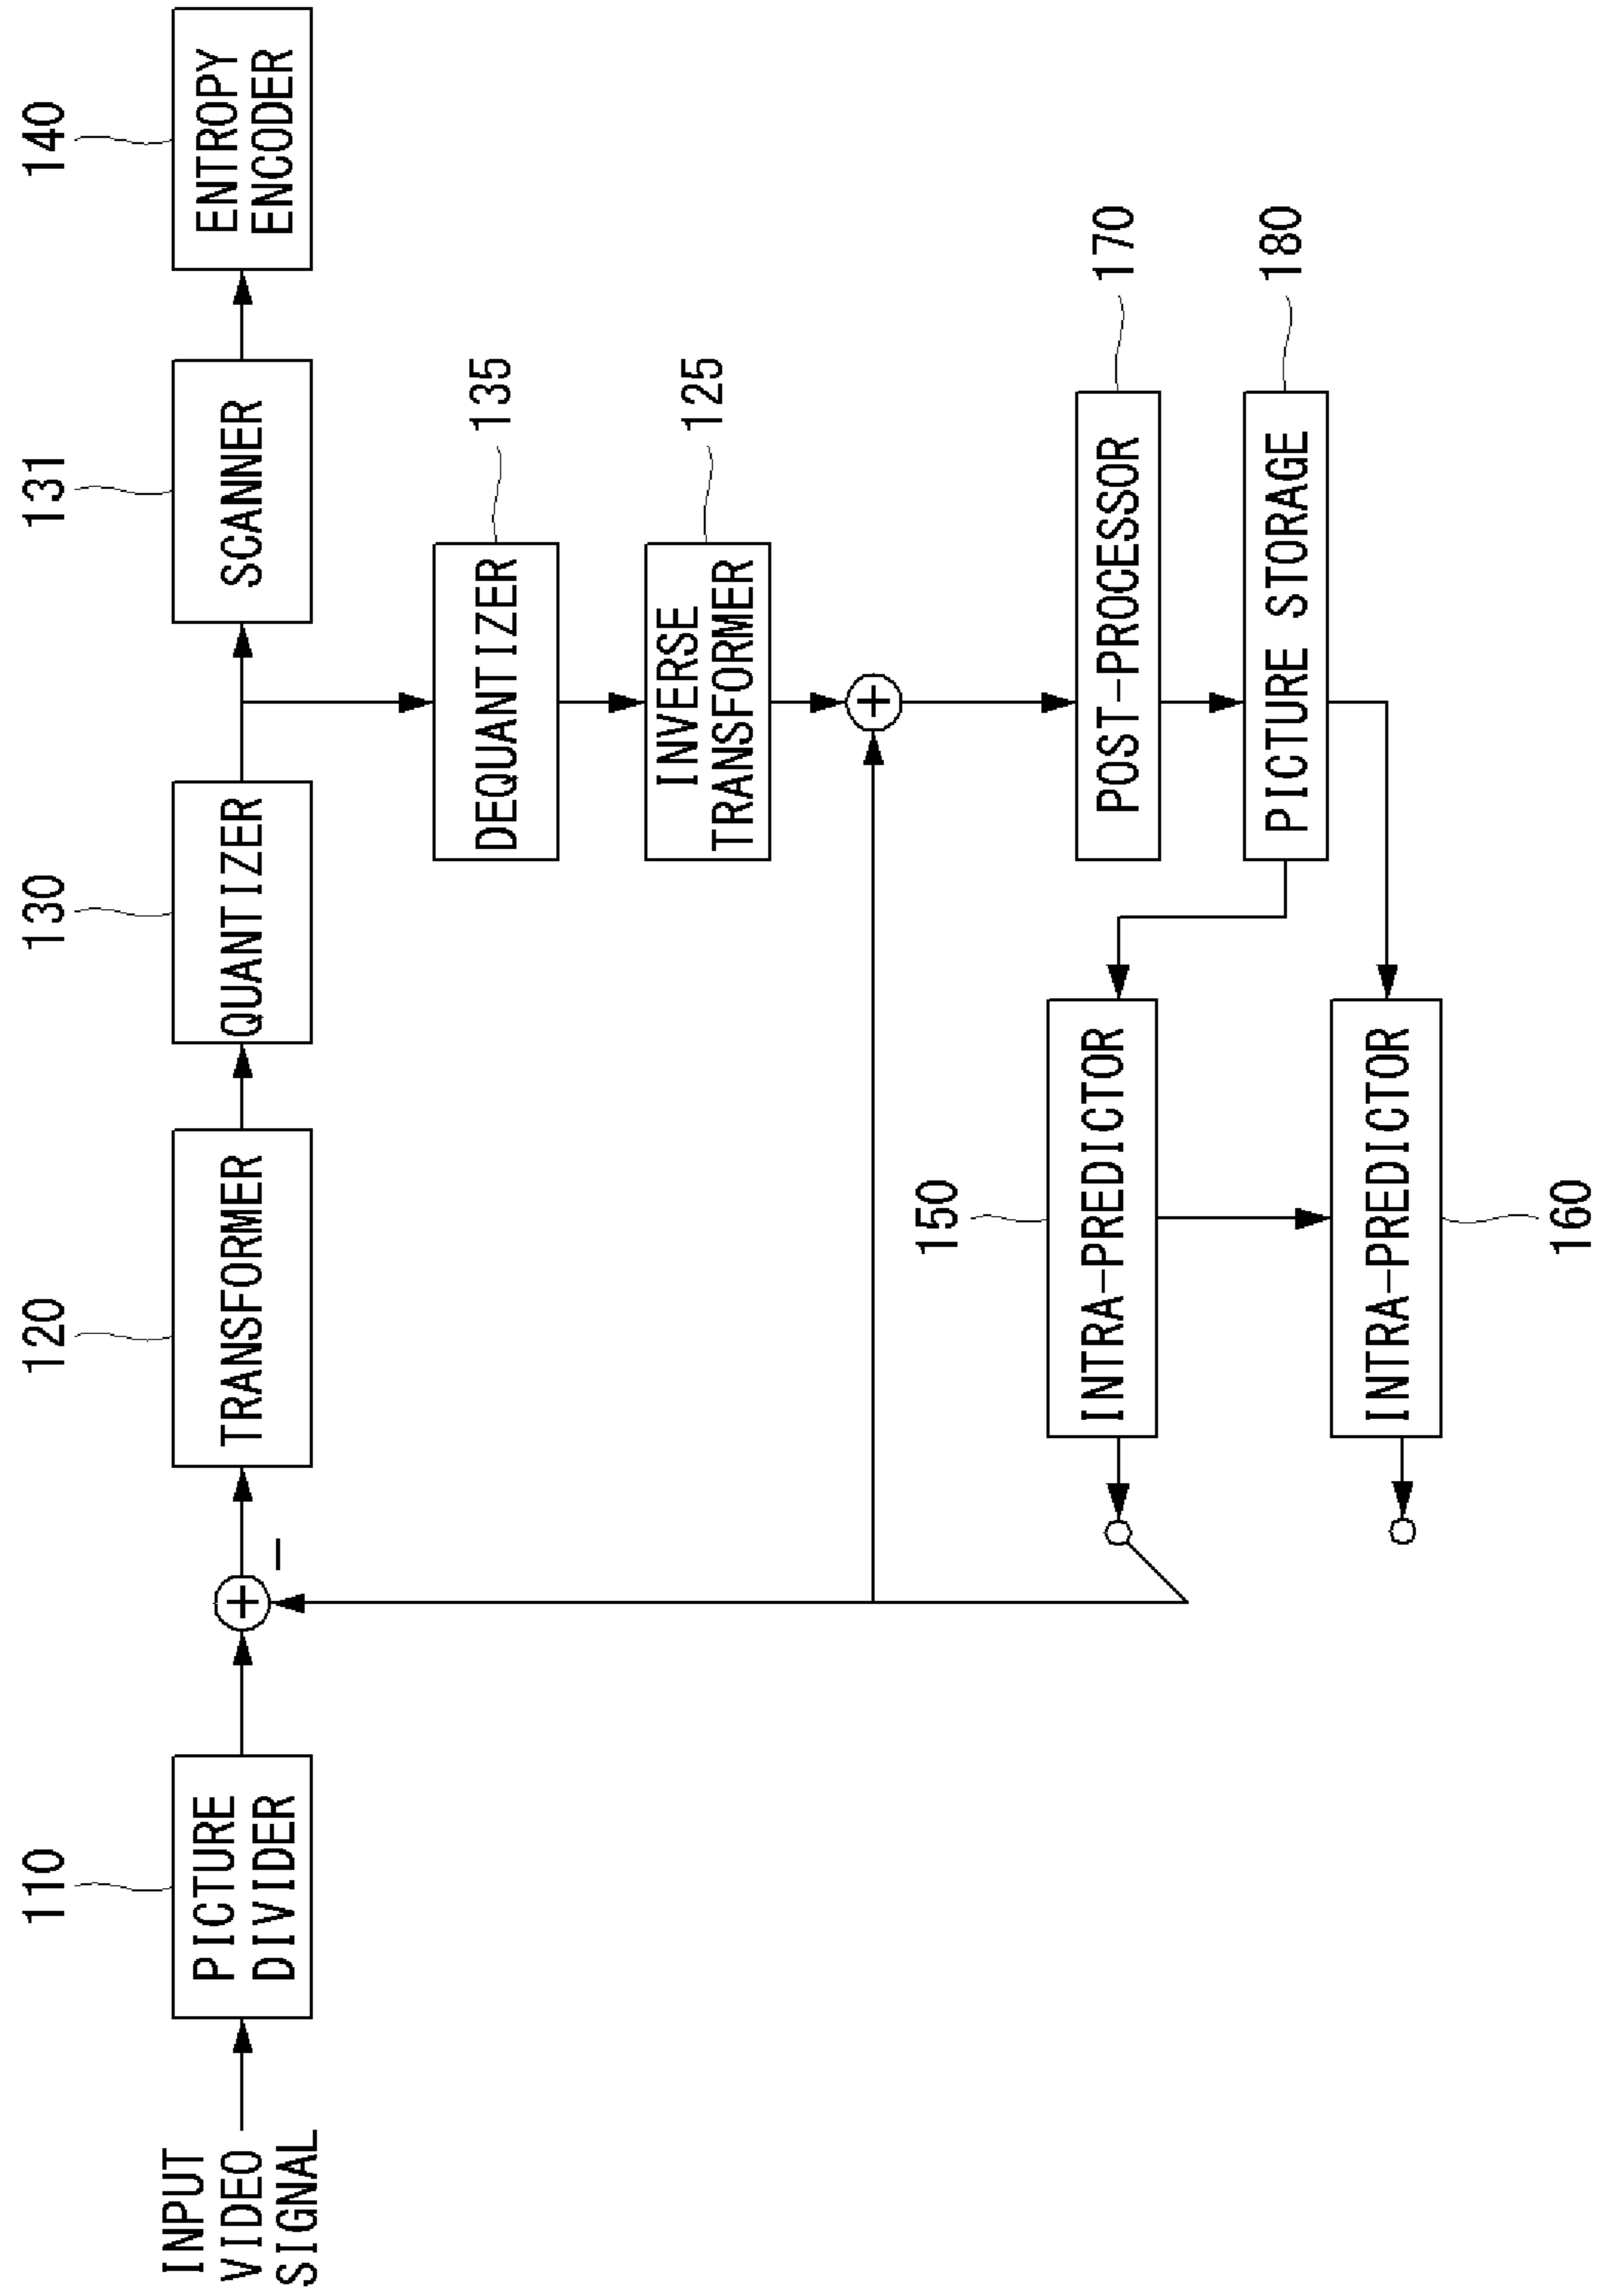 110
120
130
131
140
INPUT
VIDEO
SIGNAL
PICTURE
DIVIDER
+
−
TRANSFORMER
QUANTIZER
SCANNER
ENTROPY
ENCODER
DEQUANTIZER
135
INVERSE
TRANSFORMER
125
+
150
INTRA-PREDICTOR
POST-PROCESSOR
170
PICTURE STORAGE
180
INTRA-PREDICTOR
160